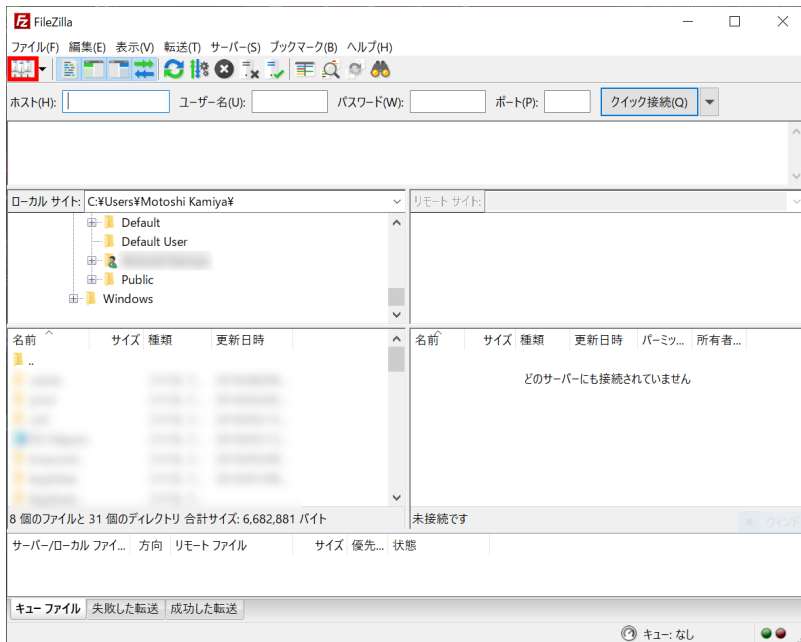 FileZilla
ファイル(F) 編集(E) 表示(V) 転送(T) サーバー(S) ブックマーク(B) ヘルプ(H)
ホスト(H): ユーザー名(U): パスワード(W): ポート(P): クイック接続(Q)
ローカル サイト: C:¥Users¥Motoshi Kamiya¥
リモート サイト:
Default
Default User
Public
Windows
名前 サイズ 種類 更新日時
..
8 個のファイルと 31 個のディレクトリ 合計サイズ: 6,682,881 バイト
名前 サイズ 種類 更新日時 パーミッ... 所有者...
どのサーバーにも接続されていません
未接続です
サーバー/ローカル ファイ... 方向 リモート ファイル サイズ 優先... 状態
キュー ファイル 失敗した転送 成功した転送
キュー: なし